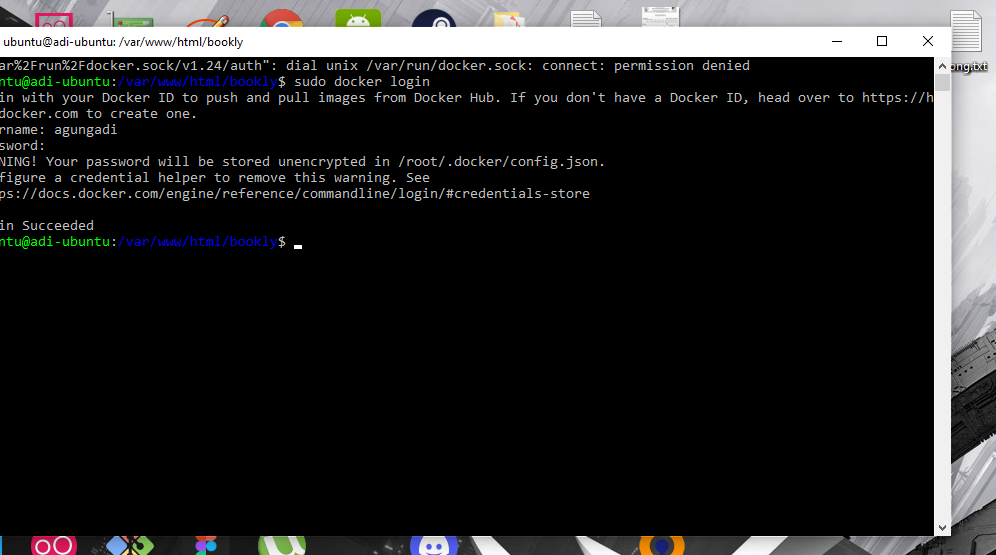 ubuntu@adi-ubuntu: /var/www/html/bookly
ar%2Frun%2Fdocker.sock/v1.24/auth": dial unix /var/run/docker.sock: connect: permission denied
ntu@adi-ubuntu:/var/www/html/bookly$ sudo docker login
in with your Docker ID to push and pull images from Docker Hub. If you don't have a Docker ID, head over to https://h
docker.com to create one.
rname: agungadi
sword:
NING! Your password will be stored unencrypted in /root/.docker/config.json.
figure a credential helper to remove this warning. See
ps://docs.docker.com/engine/reference/commandline/login/#credentials-store
in Succeeded
ntu@adi-ubuntu:/var/www/html/bookly$
ong.txt